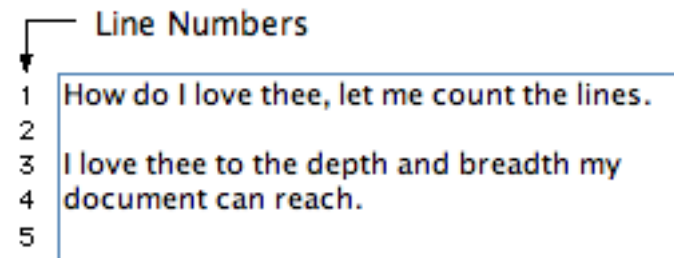 Line Numbers
1 How do I love thee, let me count the lines.
2
3 I love thee to the depth and breadth my
4 document can reach.
5